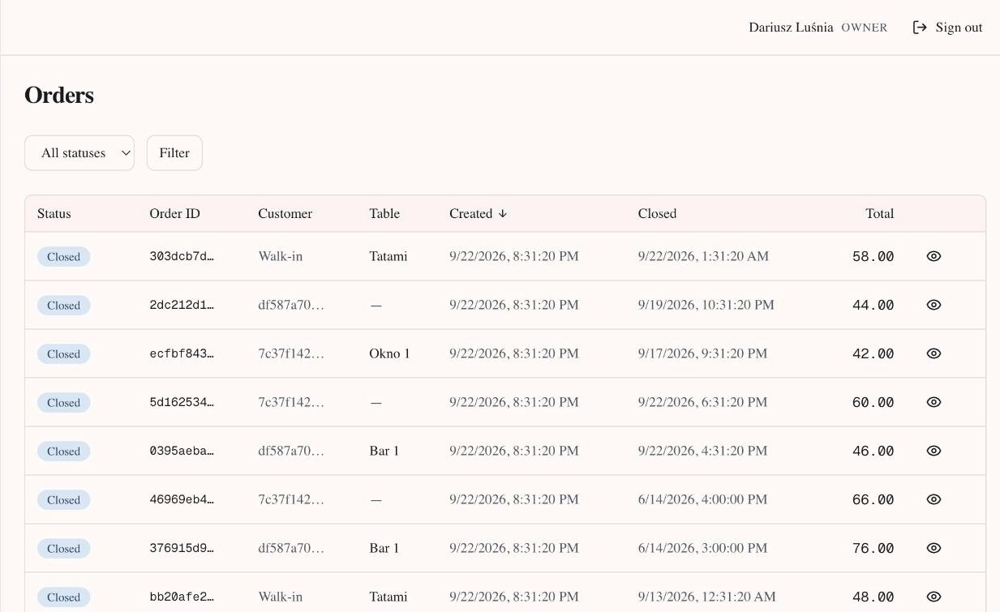 Dariusz Luśnia OWNER Sign out
Orders
All statuses Filter
Status Order ID Customer Table Created ↓ Closed Total
Closed 303dcb7d… Walk-in Tatami 9/22/2026, 8:31:20 PM 9/22/2026, 1:31:20 AM 58.00
Closed 2dc212d1… df587a70… — 9/22/2026, 8:31:20 PM 9/19/2026, 10:31:20 PM 44.00
Closed ecfbf843… 7c37f142… Okno 1 9/22/2026, 8:31:20 PM 9/17/2026, 9:31:20 PM 42.00
Closed 5d162534… 7c37f142… — 9/22/2026, 8:31:20 PM 9/22/2026, 6:31:20 PM 60.00
Closed 0395aeba… df587a70… Bar 1 9/22/2026, 8:31:20 PM 9/22/2026, 4:31:20 PM 46.00
Closed 46969eb4… 7c37f142… — 9/22/2026, 8:31:20 PM 6/14/2026, 4:00:00 PM 66.00
Closed 376915d9… df587a70… Bar 1 9/22/2026, 8:31:20 PM 6/14/2026, 3:00:00 PM 76.00
Closed bb20afe2… Walk-in Tatami 9/22/2026, 8:31:20 PM 9/13/2026, 12:31:20 AM 48.00